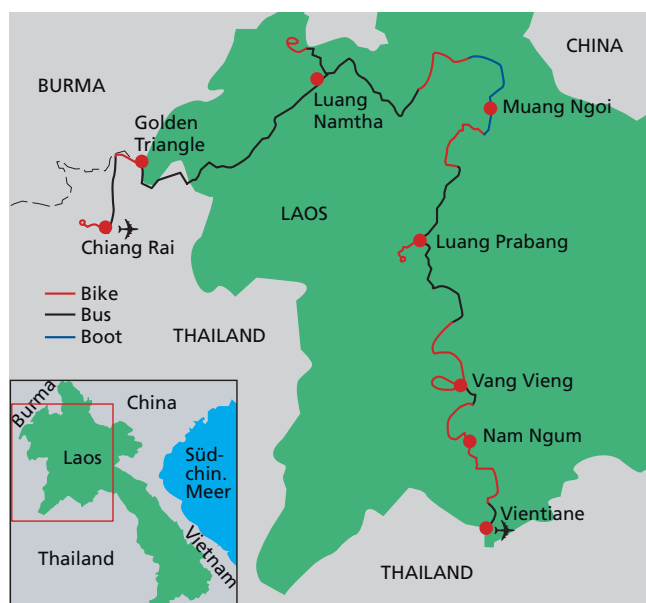 CHINA
BURMA
Luang
Namtha
Muang Ngoi
Golden
Triangle
LAOS
Chiang Rai
Luang Prabang
Bike
Bus
Boot
THAILAND
Vang Vieng
Nam Ngum
Vientiane
THAILAND
Burma
China
Laos
Süd-
chin.
Meer
Vietnam
Thailand